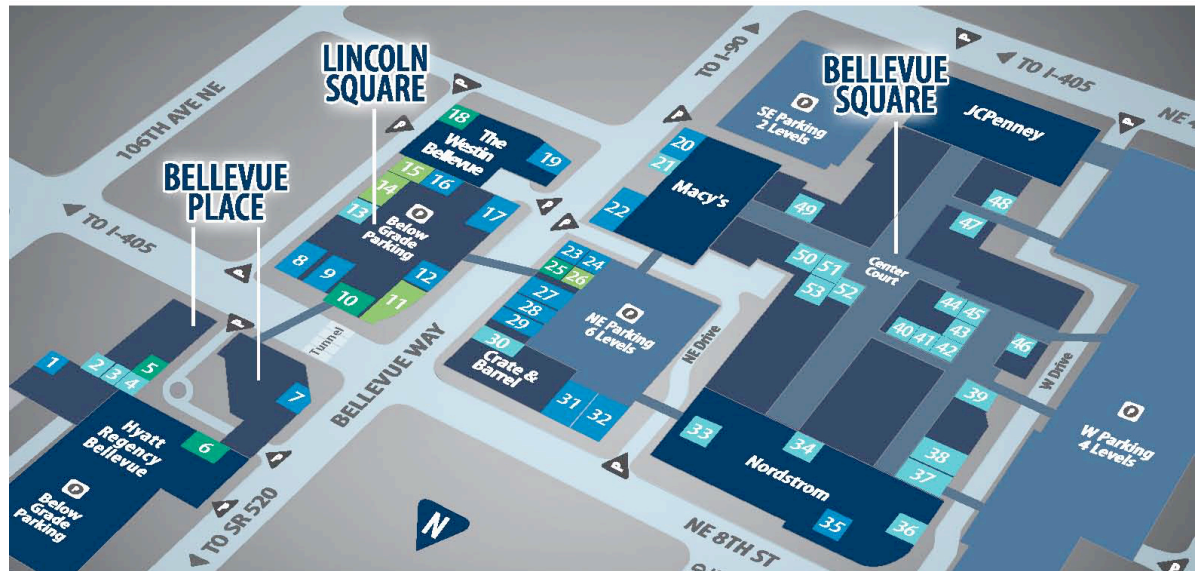 LINCOLN
SQUARE
BELLEVUE
SQUARE
BELLEVUE
PLACE
106TH AVE NE
TO I-90
TO I-405
TO I-405
BELLEVUE WAY
TO SR 520
NE 8TH ST
NE Drive
W Drive
Tunnel
N
The
Westin
Bellevue
P
Below
Grade
Parking
Hyatt
Regency
Bellevue
P
Below
Grade
Parking
P
SE Parking
2 Levels
JCPenney
Macy's
Center
Court
P
NE Parking
6 Levels
Crate &
Barrel
Nordstrom
P
W Parking
4 Levels
1
2
3
4
5
6
7
8
9
10
11
12
13
14
15
16
17
18
19
20
21
22
23
24
25
26
27
28
29
30
31
32
33
34
35
36
37
38
39
40
41
42
43
44
45
46
47
48
49
50
51
52
53